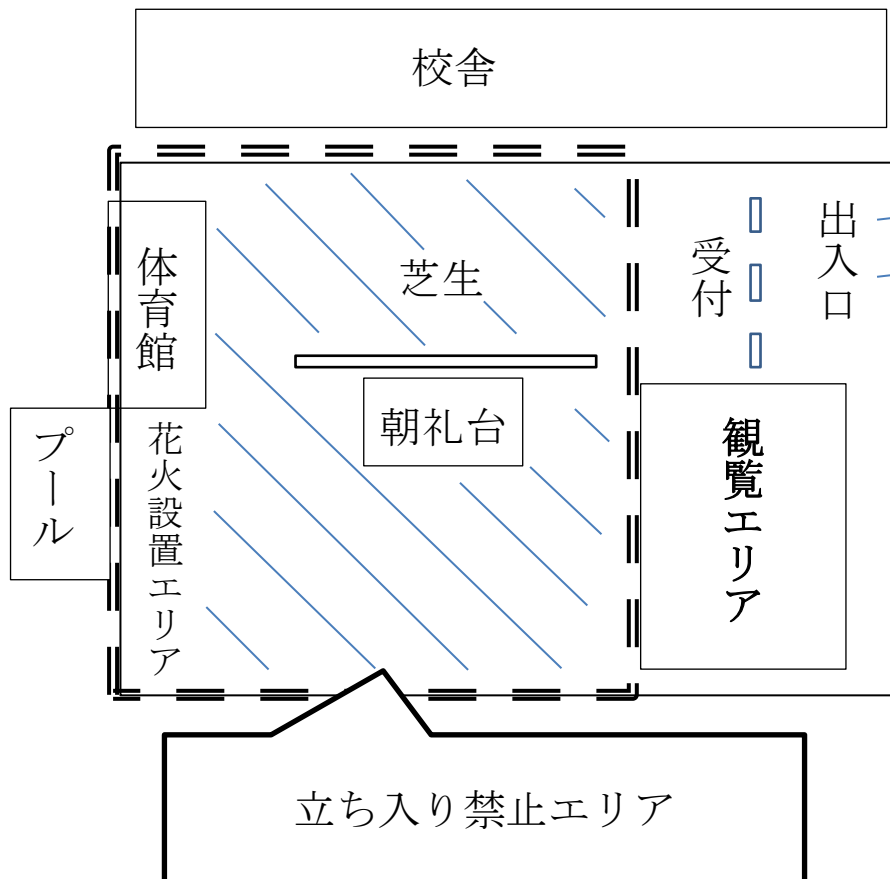 校舎
出入口
受付
芝生
体育館
朝礼台
観覧エリア
花火設置エリア
プール
立ち入り禁止エリア